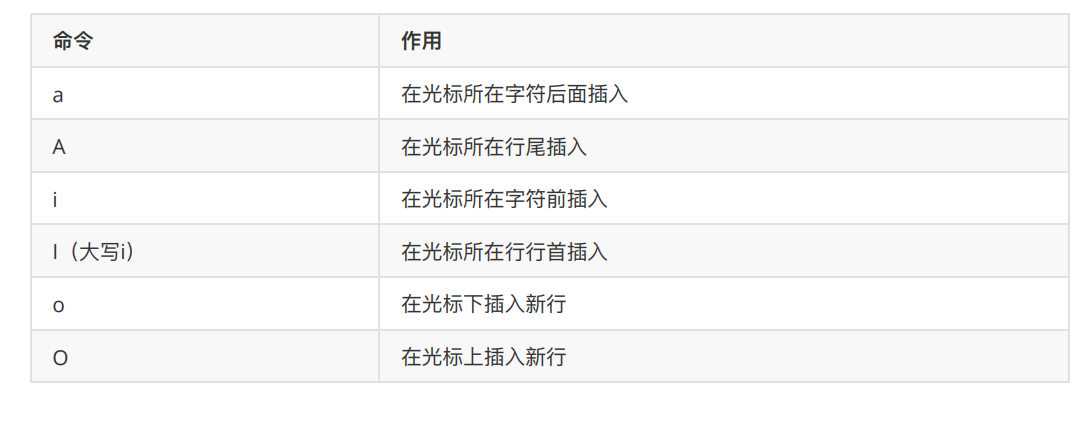 命令 作用
a 在光标所在字符后面插入
A 在光标所在行尾插入
i 在光标所在字符前插入
I（大写i） 在光标所在行行首插入
o 在光标下插入新行
O 在光标上插入新行